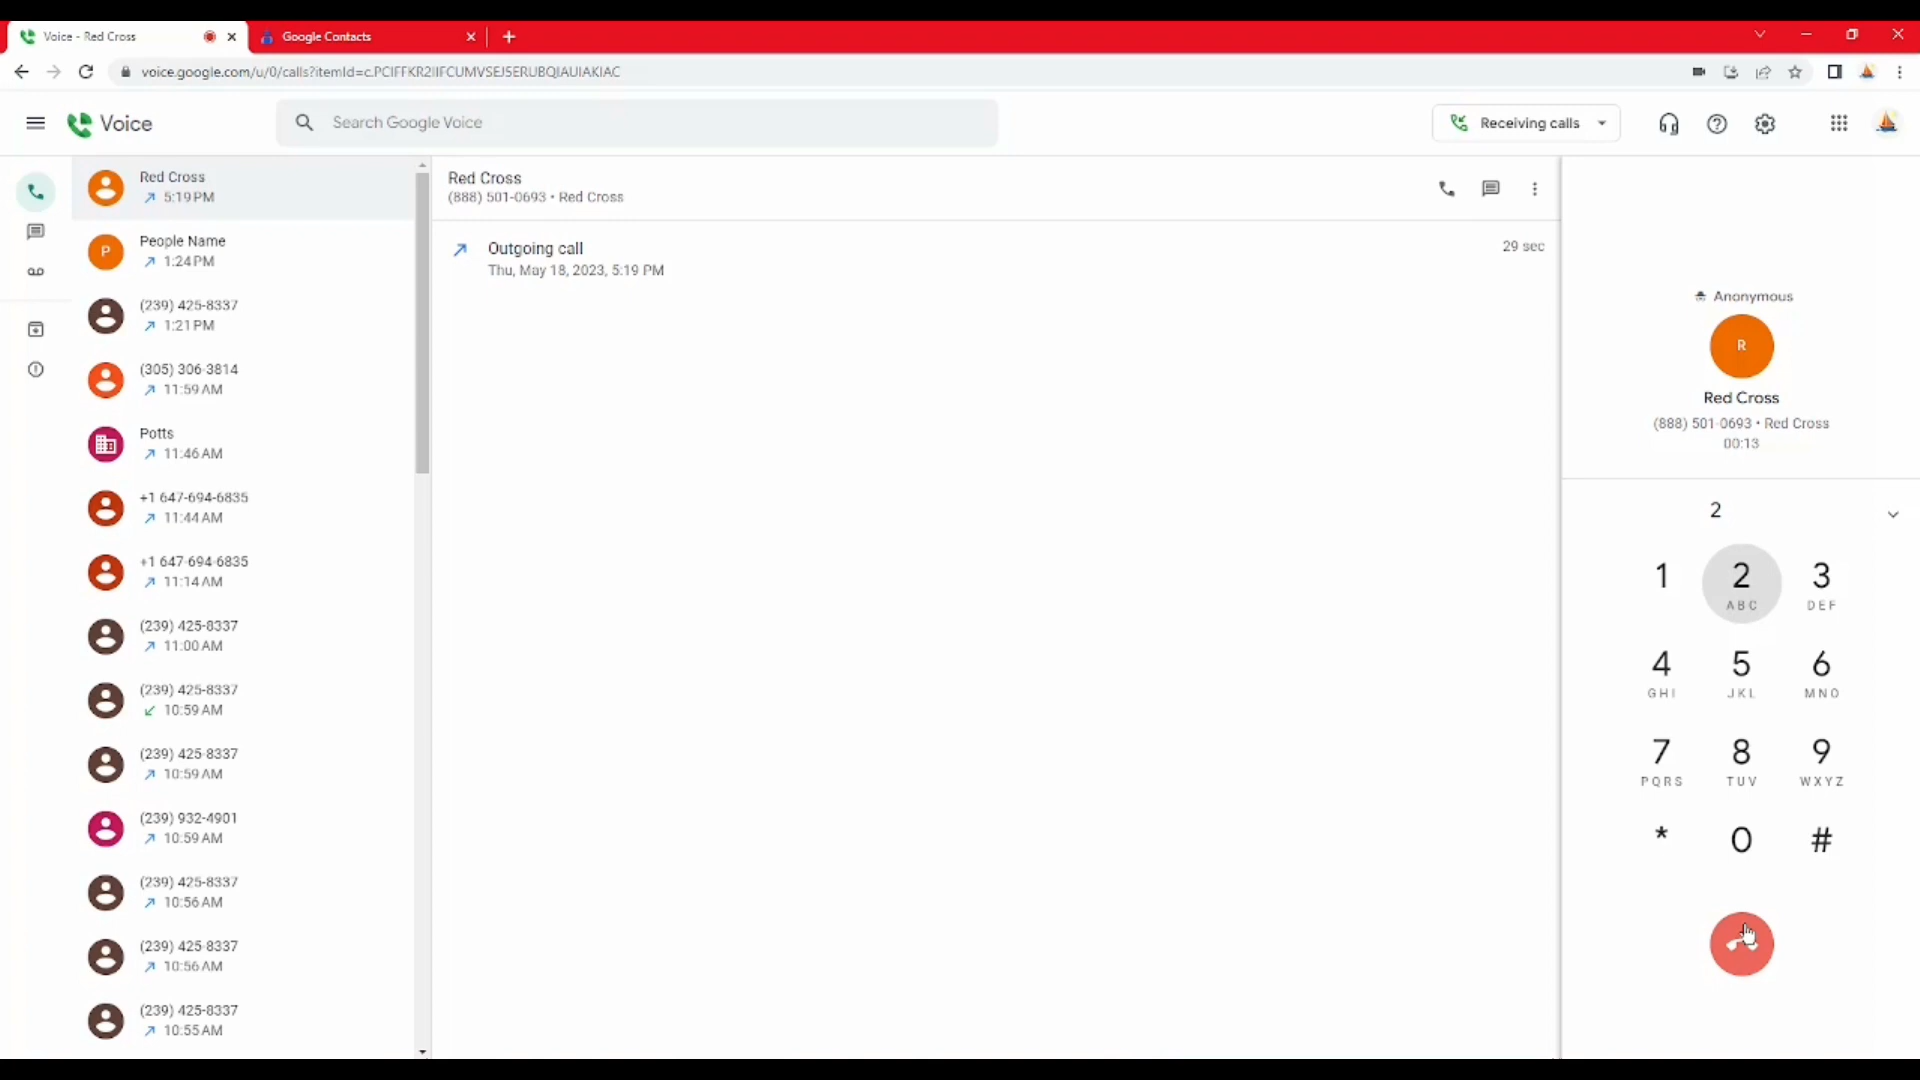 Voice - Red Cross
Google Contacts
voice.google.com/u/0/calls?itemId=c.PCIFFKR2IIFCUMVSEJ5ERUBQIAUIAKIAC
Voice
Search Google Voice
Receiving calls
Red Cross
5:19 PM
People Name
P
1:24 PM
(239) 425-8337
1:21 PM
(305) 306-3814
11:59 AM
Potts
11:46 AM
+1 647-694-6835
11:44 AM
+1 647-694-6835
11:14 AM
(239) 425-8337
11:00 AM
(239) 425-8337
10:59 AM
(239) 425-8337
10:59 AM
(239) 932-4901
10:59 AM
(239) 425-8337
10:56 AM
(239) 425-8337
10:56 AM
(239) 425-8337
10:55 AM
Red Cross
(888) 501-0693 • Red Cross
Outgoing call
29 sec
Thu, May 18, 2023, 5:19 PM
Anonymous
R
Red Cross
(888) 501-0693 • Red Cross
00:13
2
1 2 3
ABC DEF
4 5 6
GHI JKL MNO
7 8 9
PQRS TUV WXYZ
* 0 #